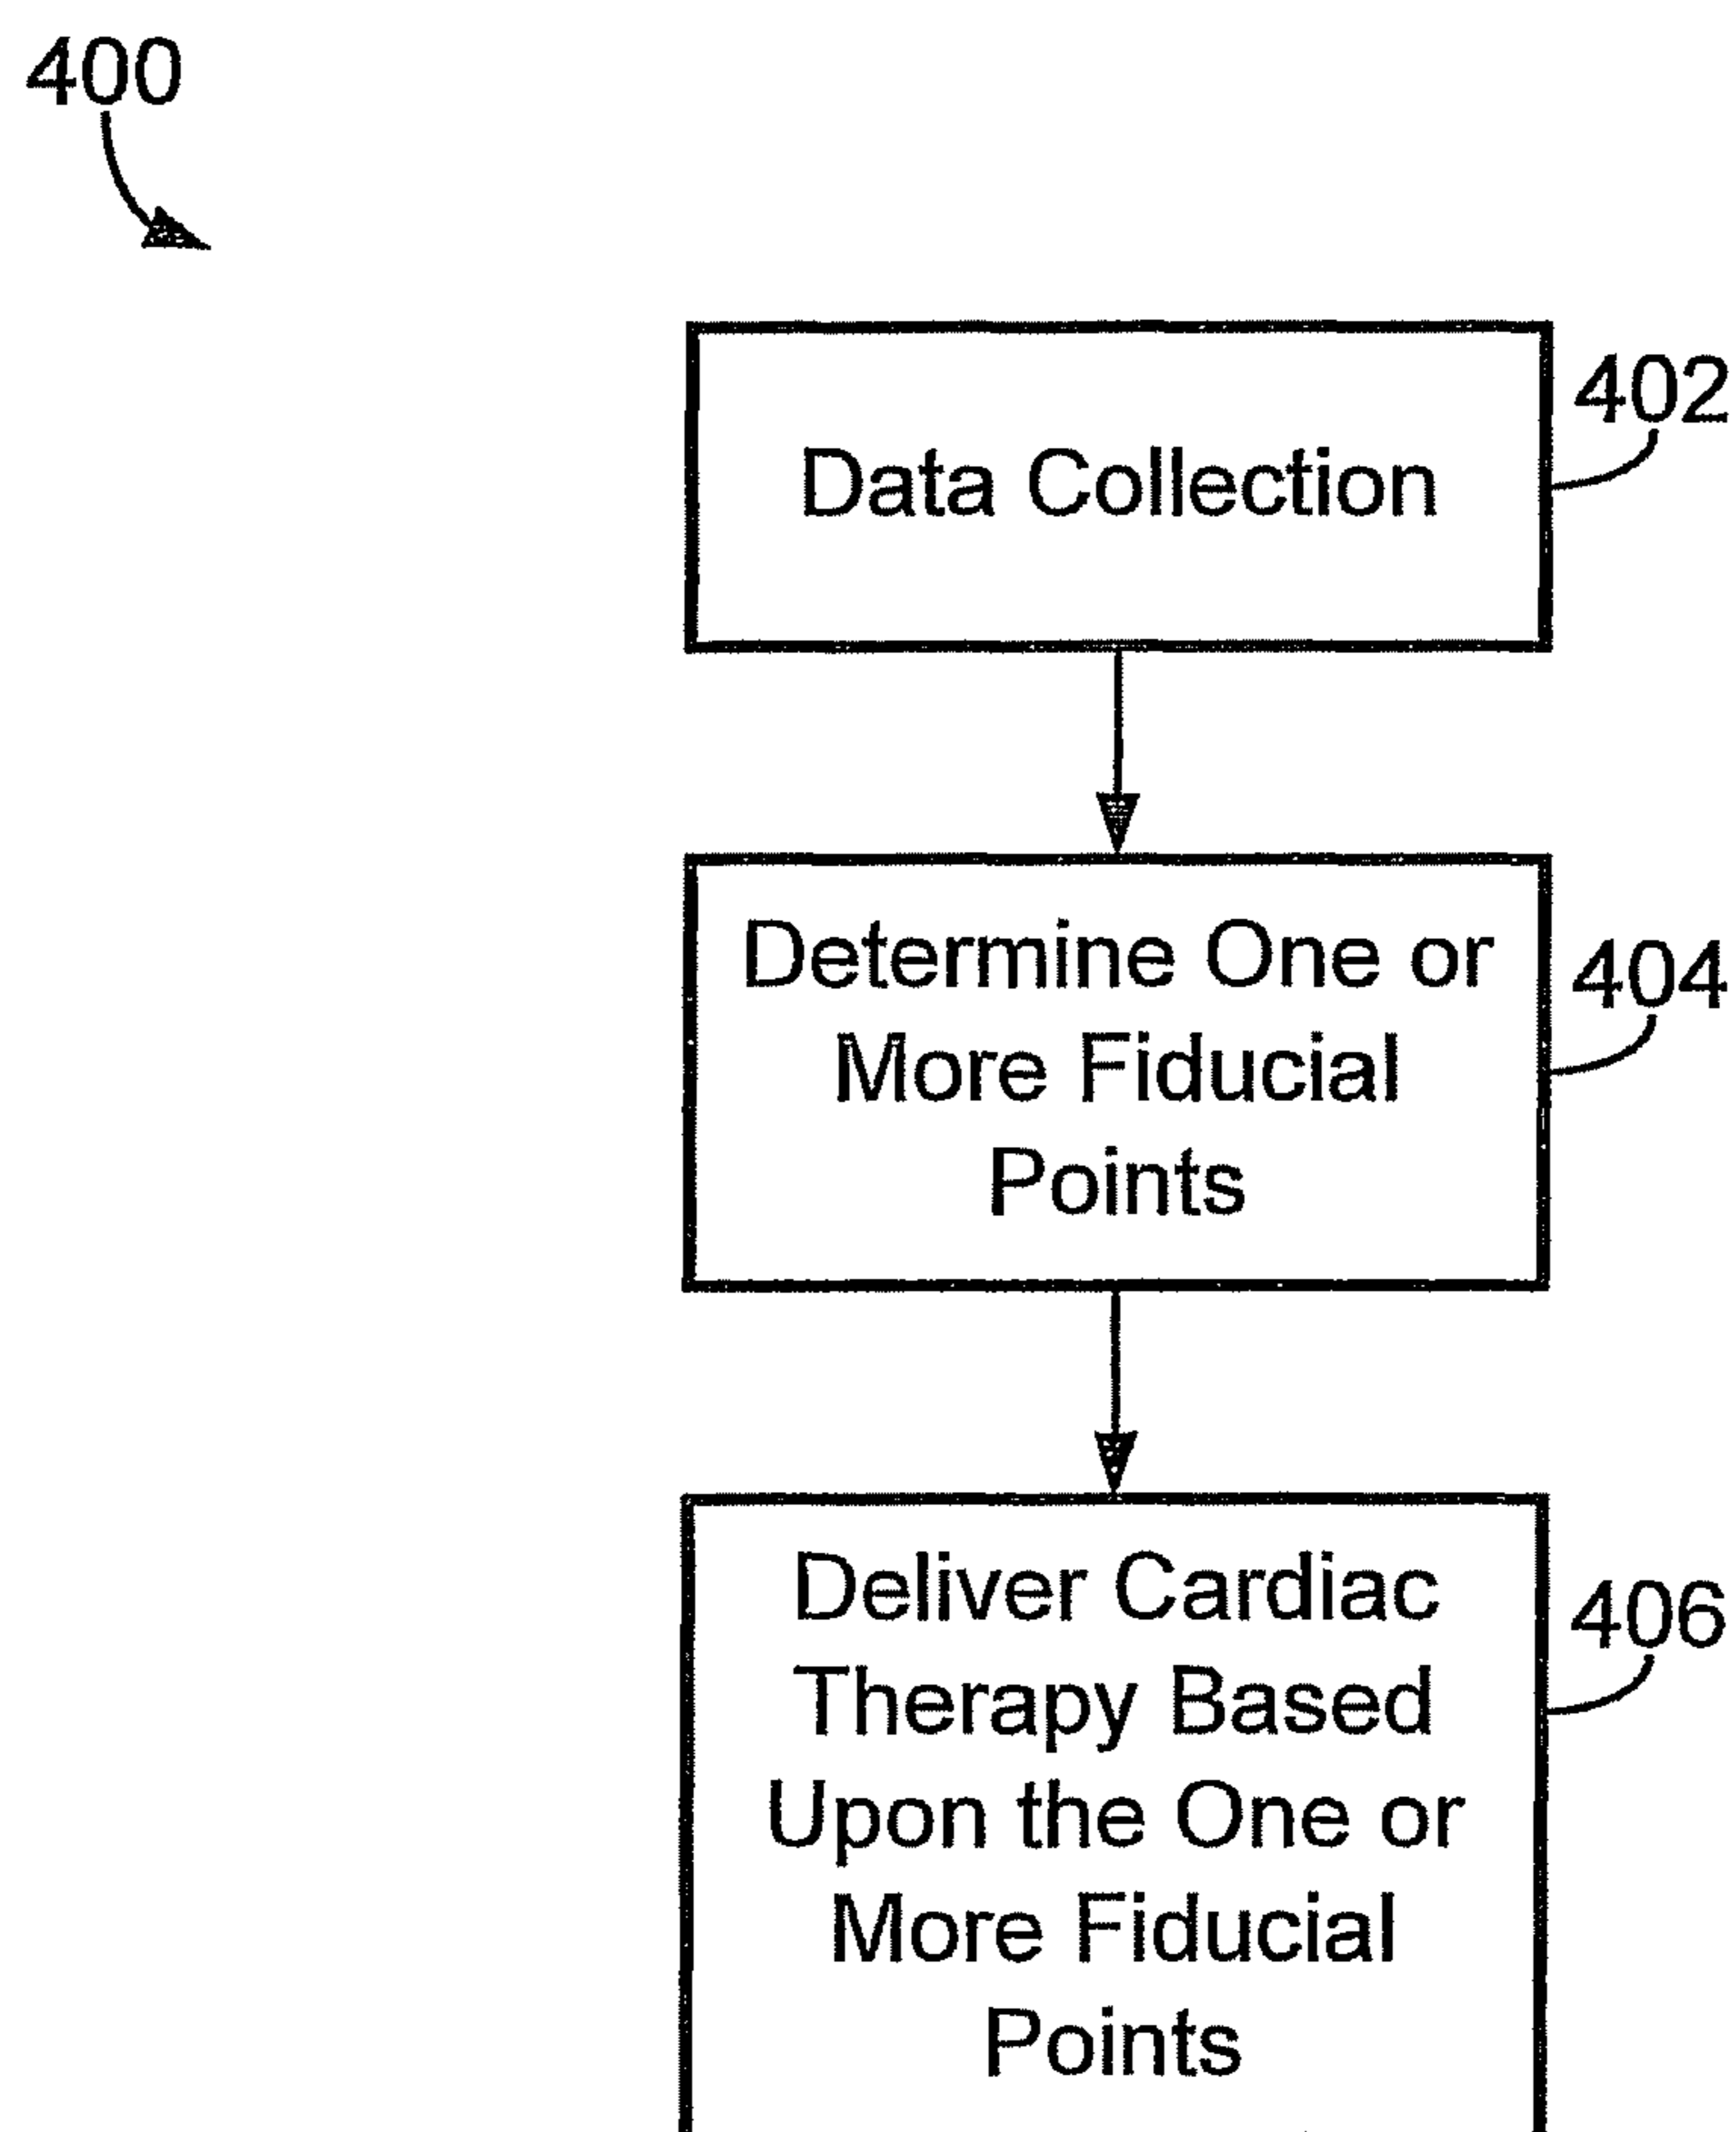 400
Data Collection
402
Determine One or
More Fiducial
Points
404
Deliver Cardiac
Therapy Based
Upon the One or
More Fiducial
Points
406